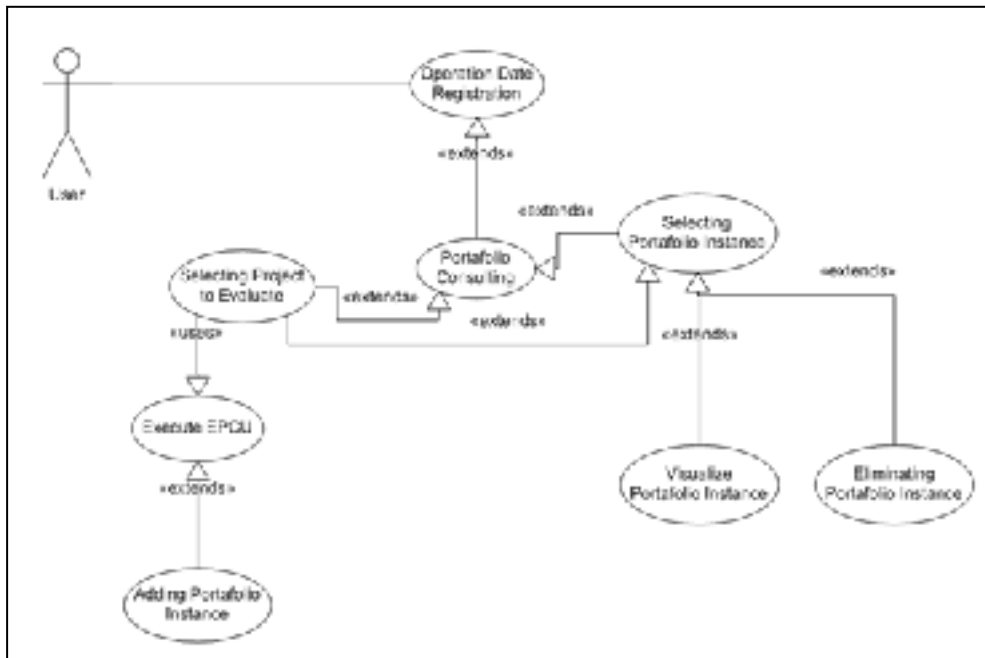 Operation Date
Registration
«extends»
User
«extends»
Selecting
Portafolio Instance
Portafolio
Consulting
Selecting Project
to Evaluate
«extends»
«extends»
«extends»
«uses»
«extends»
Execute EPCU
«extends»
Visualize
Portafolio Instance
Eliminating
Portafolio Instance
Adding Portafolio
Instance